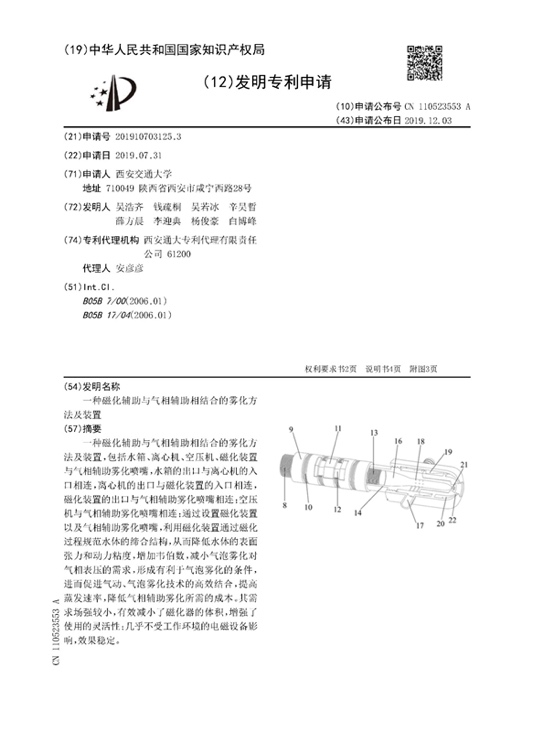 (19)中华人民共和国国家知识产权局
(12)发明专利申请
(10)申请公布号 CN 110523553 A
(43)申请公布日 2019.12.03
(21)申请号 201910703125.3
(22)申请日 2019.07.31
(71)申请人 西安交通大学
地址 710049 陕西省西安市咸宁西路28号
(72)发明人 吴浩齐 钱疏桐 吴若冰 辛昊哲
薛方晨 李迎典 杨俊豪 白博峰
(74)专利代理机构 西安通大专利代理有限责任
公司 61200
代理人 安彦彦
(51)Int.Cl.
B05B 7/00(2006.01)
B05B 17/04(2006.01)
权利要求书2页 说明书4页 附图3页
(54)发明名称
一种磁化辅助与气相辅助相结合的雾化方
法及装置
(57)摘要
一种磁化辅助与气相辅助相结合的雾化方
法及装置,包括水箱、离心机、空压机、磁化装置
与气相辅助雾化喷嘴,水箱的出口与离心机的入
口相连,离心机的出口与磁化装置的入口相连,
磁化装置的出口与气相辅助雾化喷嘴相连;空压
机与气相辅助雾化喷嘴相连;通过设置磁化装置
以及气相辅助雾化喷嘴,利用磁化装置通过磁化
过程规范水体的缔合结构,从而降低水体的表面
张力和动力粘度,增加韦伯数,减小气泡雾化对
气相表压的需求,形成有利于气泡雾化的条件,
进而促进气动、气泡雾化技术的高效结合,提高
蒸发速率,降低气相辅助雾化所需的成本。其需
求场强较小,有效减小了磁化器的体积,增强了
使用的灵活性;几乎不受工作环境的电磁设备影
响,效果稳定。
9
11
13
16
18
19
21
8
10
12
14
17
20
22
CN 110523553 A